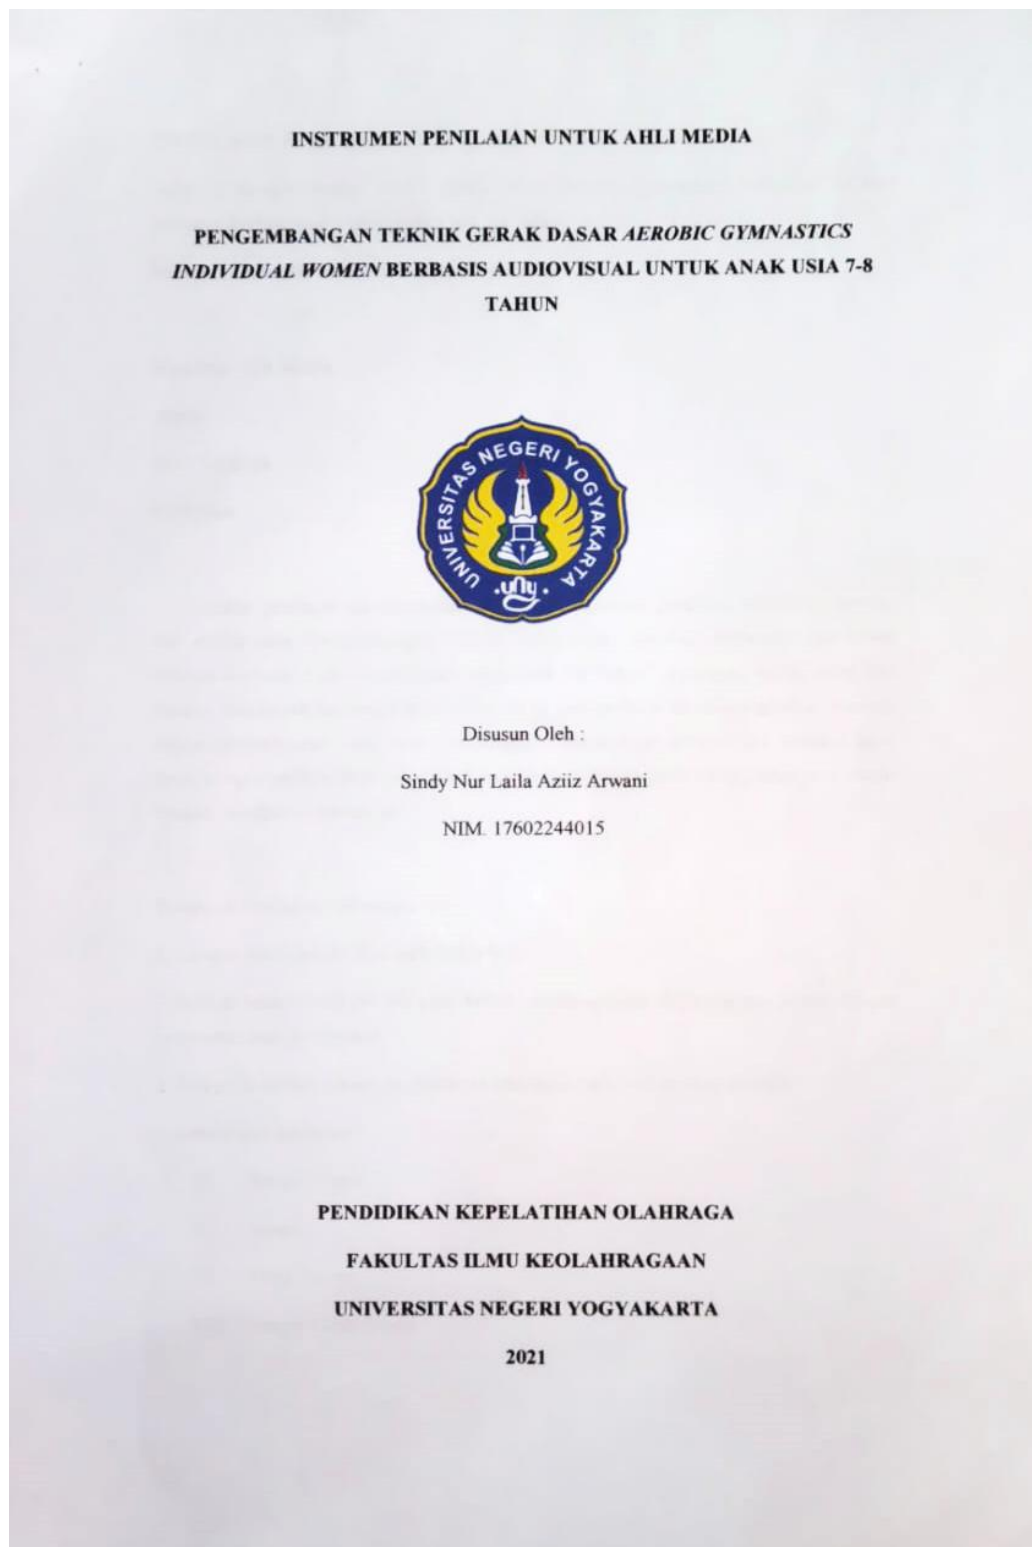 INSTRUMEN PENILAIAN UNTUK AHLI MEDIA
PENGEMBANGAN TEKNIK GERAK DASAR AEROBIC GYMNASTICS
INDIVIDUAL WOMEN BERBASIS AUDIOVISUAL UNTUK ANAK USIA 7-8
TAHUN
UNIVERSITAS NEGERI YOGYAKARTA
uny
Disusun Oleh :
Sindy Nur Laila Aziiz Arwani
NIM. 17602244015
PENDIDIKAN KEPELATIHAN OLAHRAGA
FAKULTAS ILMU KEOLAHRAGAAN
UNIVERSITAS NEGERI YOGYAKARTA
2021